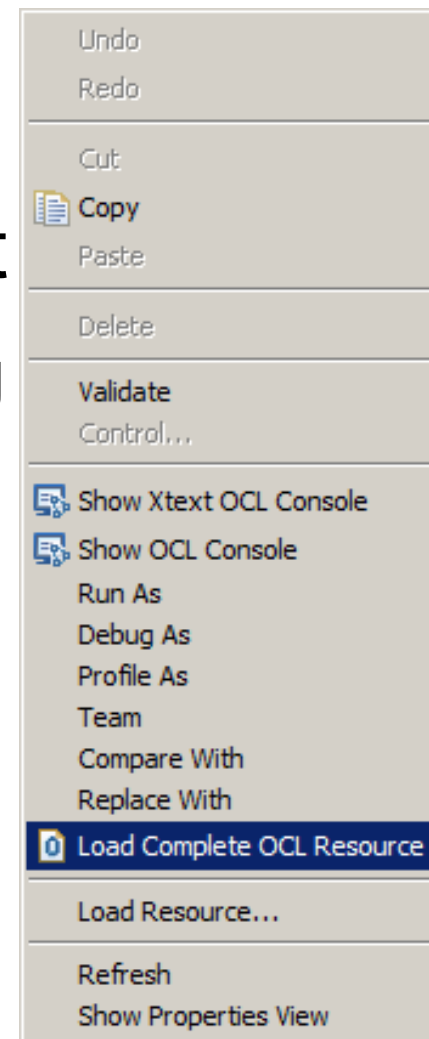 Undo
Redo
Cut
Copy
Paste
Delete
Validate
Control...
Show Xtext OCL Console
Show OCL Console
Run As
Debug As
Profile As
Team
Compare With
Replace With
Load Complete OCL Resource
Load Resource...
Refresh
Show Properties View